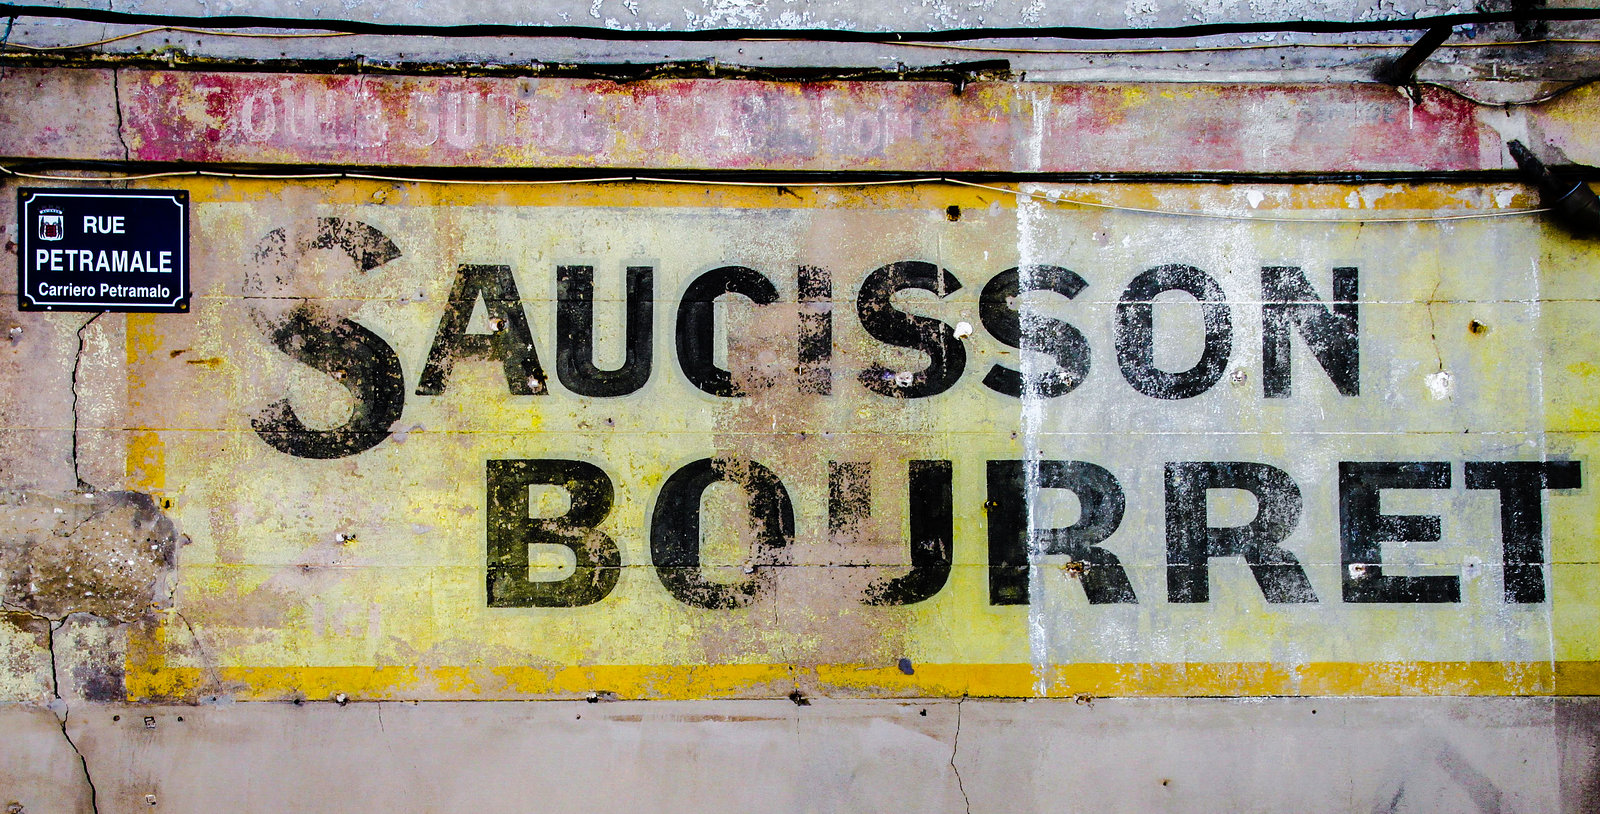 RUE
PETRAMALE
Carriero Petramalo
SAUCISSON
BOURRET